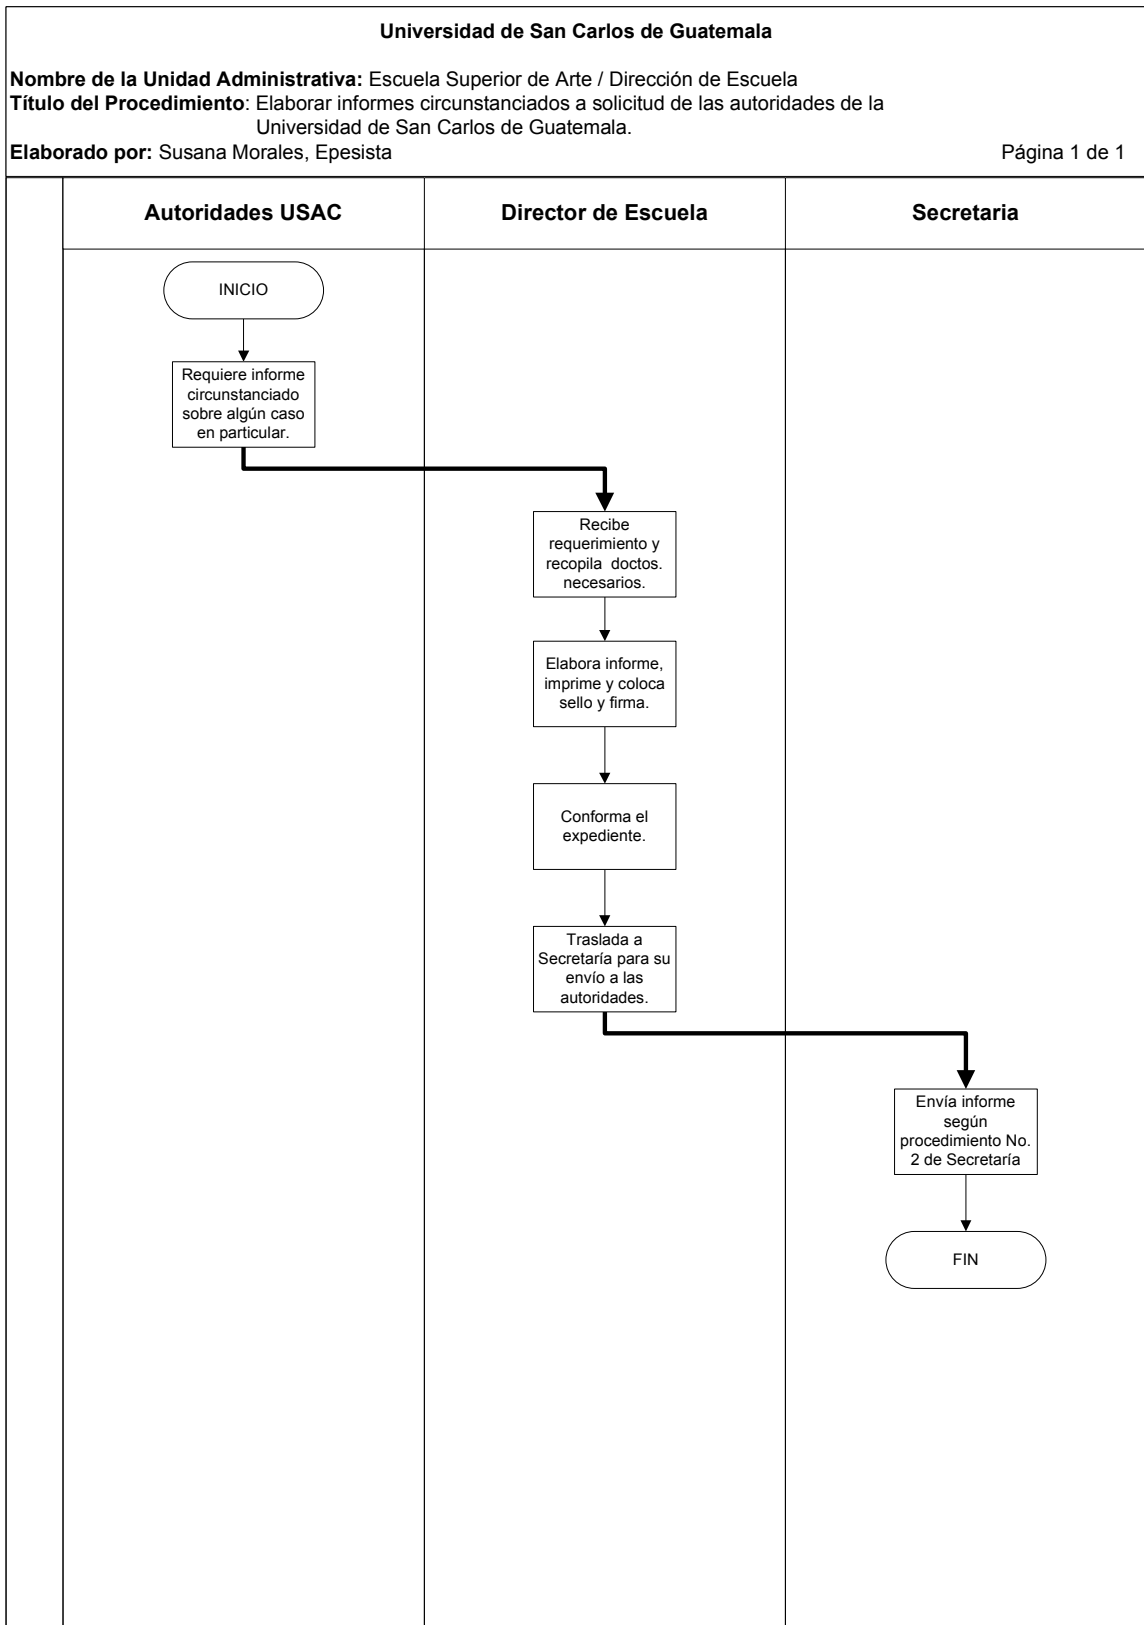 Universidad de San Carlos de Guatemala
Nombre de la Unidad Administrativa: Escuela Superior de Arte / Dirección de Escuela
Título del Procedimiento: Elaborar informes circunstanciados a solicitud de las autoridades de la
Universidad de San Carlos de Guatemala.
Elaborado por: Susana Morales, Epesista Página 1 de 1
Autoridades USAC Director de Escuela Secretaria
INICIO
Requiere informe
circunstanciado
sobre algún caso
en particular.
Recibe
requerimiento y
recopila doctos.
necesarios.
Elabora informe,
imprime y coloca
sello y firma.
Conforma el
expediente.
Traslada a
Secretaría para su
envío a las
autoridades.
Envía informe
según
procedimiento No.
2 de Secretaría
FIN